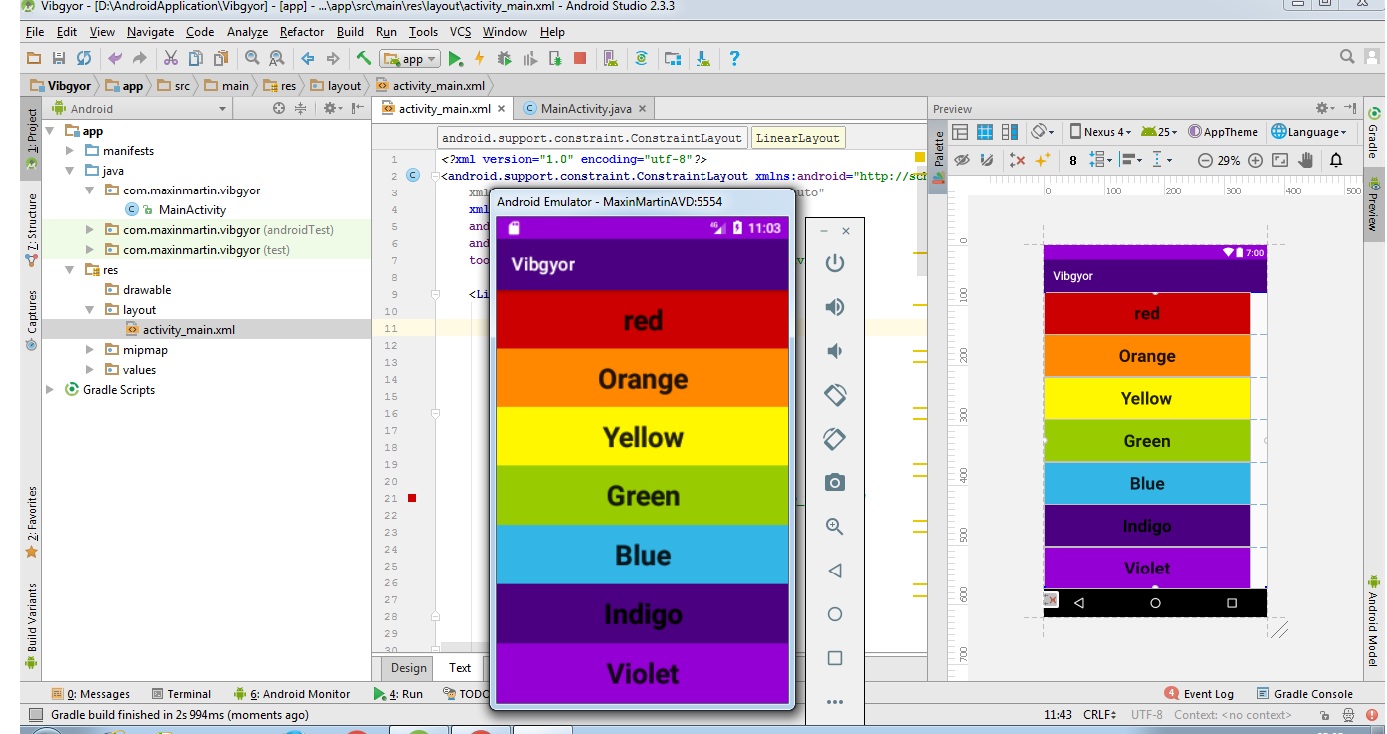 Vibgyor - [D:\AndroidApplication\Vibgyor] - [app] - ...\app\src\main\res\layout\activity_main.xml - Android Studio 2.3.3
File Edit View Navigate Code Analyze Refactor Build Run Tools VCS Window Help
app
Vibgyor app src main res layout activity_main.xml
1: Project
7: Structure
Captures
2: Favorites
Build Variants
Android
app
manifests
java
com.maxinmartin.vibgyor
MainActivity
com.maxinmartin.vibgyor (androidTest)
com.maxinmartin.vibgyor (test)
res
drawable
layout
activity_main.xml
mipmap
values
Gradle Scripts
activity_main.xml MainActivity.java
android.support.constraint.ConstraintLayout LinearLayout
1 <?xml version="1.0" encoding="utf-8"?>
2 C <android.support.constraint.ConstraintLayout xmlns:android="http://sch
3 xml uto"
4 xml
5 and
6 and
7 too v
8
9 <Li
10
11
12
13
14
15
16
17
18
19
20
21
22
23
24
25
26
27
28
29
30
Design Text
Android Emulator - MaxinMartinAVD:5554
4G 11:03
Vibgyor
red
Orange
Yellow
Green
Blue
Indigo
Violet
Preview
Palette
Nexus 4 25 AppTheme Language
8 29%
0 100 200 300 400 500
0
100
200
300
400
500
600
700
7:00
Vibgyor
red
Orange
Yellow
Green
Blue
Indigo
Violet
Gradle
Preview
Android Model
0: Messages Terminal 6: Android Monitor 4: Run TODO 4 Event Log Gradle Console
Gradle build finished in 2s 994ms (moments ago) 11:43 CRLF UTF-8 Context: <no context>